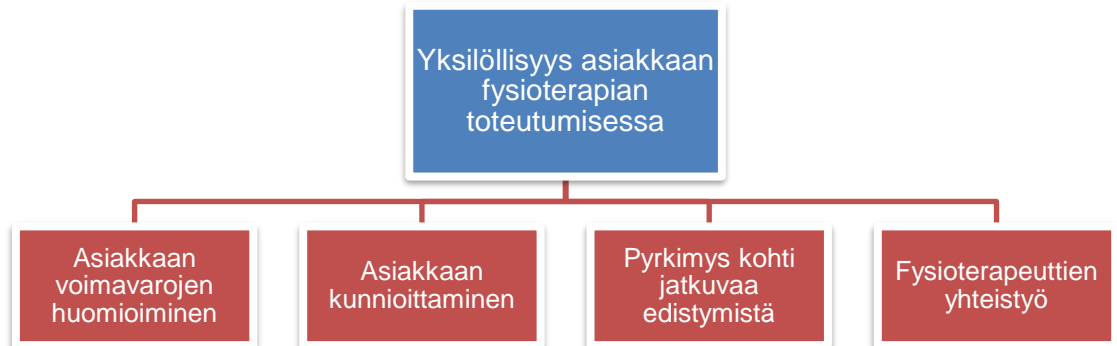 Yksilöllisyys asiakkaan
fysioterapian
toteutumisessa
Asiakkaan
voimavarojen
huomioiminen
Asiakkaan
kunnioittaminen
Pyrkimys kohti
jatkuvaa
edistymistä
Fysioterapeuttien
yhteistyö